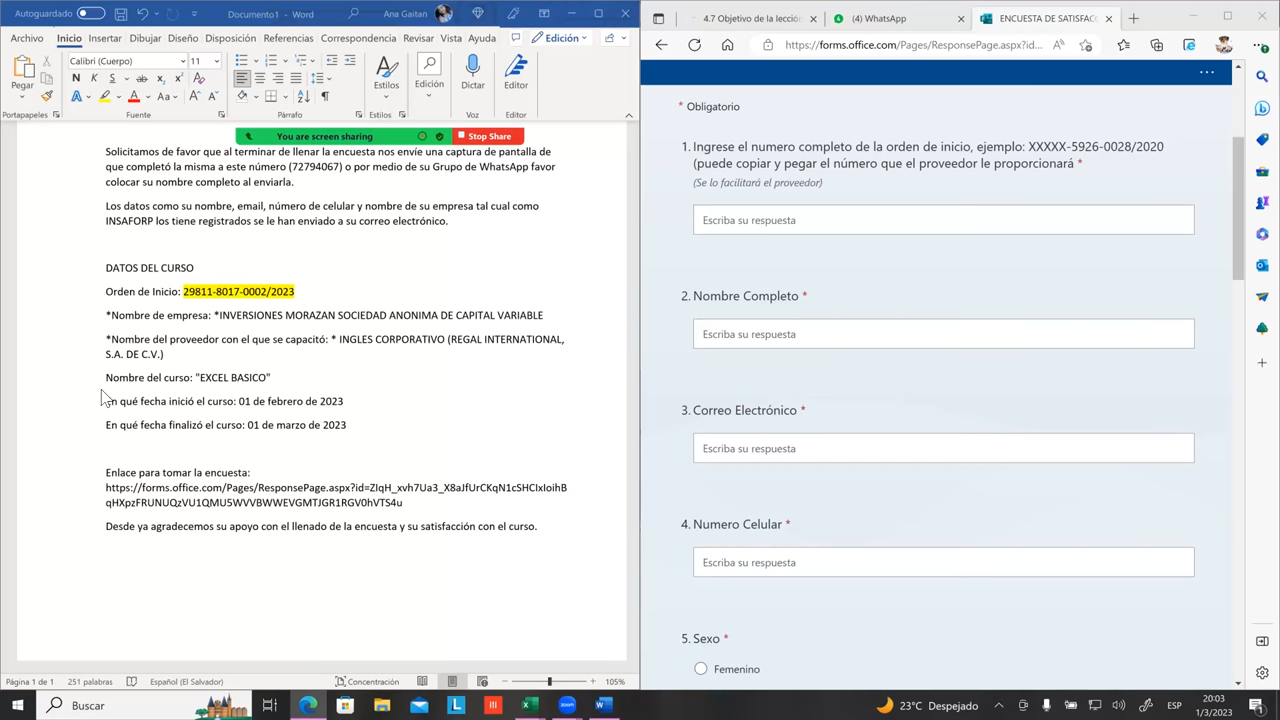 Autoguardado
Documento1 - Word
Ana Gaitan
Archivo Inicio Insertar Dibujar Diseño Disposición Referencias Correspondencia Revisar Vista Ayuda Edición
Calibri (Cuerpo) 11
Pegar
Estilos
Edición
Dictar
Editor
Portapapeles Fuente Párrafo Estilos Voz Editor
You are screen sharing Stop Share
Solicitamos de favor que al terminar de llenar la encuesta nos envíe una captura de pantalla de
que completó la misma a este número (72794067) o por medio de su Grupo de WhatsApp favor
colocar su nombre completo al enviarla.
Los datos como su nombre, email, número de celular y nombre de su empresa tal cual como
INSAFORP los tiene registrados se le han enviado a su correo electrónico.
DATOS DEL CURSO
Orden de Inicio: 29811-8017-0002/2023
*Nombre de empresa: *INVERSIONES MORAZAN SOCIEDAD ANONIMA DE CAPITAL VARIABLE
*Nombre del proveedor con el que se capacitó: * INGLES CORPORATIVO (REGAL INTERNATIONAL,
S.A. DE C.V.)
Nombre del curso: "EXCEL BASICO"
En qué fecha inició el curso: 01 de febrero de 2023
En qué fecha finalizó el curso: 01 de marzo de 2023
Enlace para tomar la encuesta:
https://forms.office.com/Pages/ResponsePage.aspx?id=ZIqH_xvh7Ua3_X8aJfUrCKqN1cSHCIxIoihB
qHXpzFRUNUQzVU1QMU5WVVBWWEVGMTJGR1RGV0hVTS4u
Desde ya agradecemos su apoyo con el llenado de la encuesta y su satisfacción con el curso.
Página 1 de 1 251 palabras Español (El Salvador) Concentración 105%
4.7 Objetivo de la lecció
(4) WhatsApp
ENCUESTA DE SATISFAC
https://forms.office.com/Pages/ResponsePage.aspx?id...
* Obligatorio
1. Ingrese el numero completo de la orden de inicio, ejemplo: XXXXX-5926-0028/2020
(puede copiar y pegar el número que el proveedor le proporcionará *
(Se lo facilitará el proveedor)
Escriba su respuesta
2. Nombre Completo *
Escriba su respuesta
3. Correo Electrónico *
Escriba su respuesta
4. Numero Celular *
Escriba su respuesta
5. Sexo *
Femenino
Buscar
23°C Despejado
ESP
20:03
1/3/2023